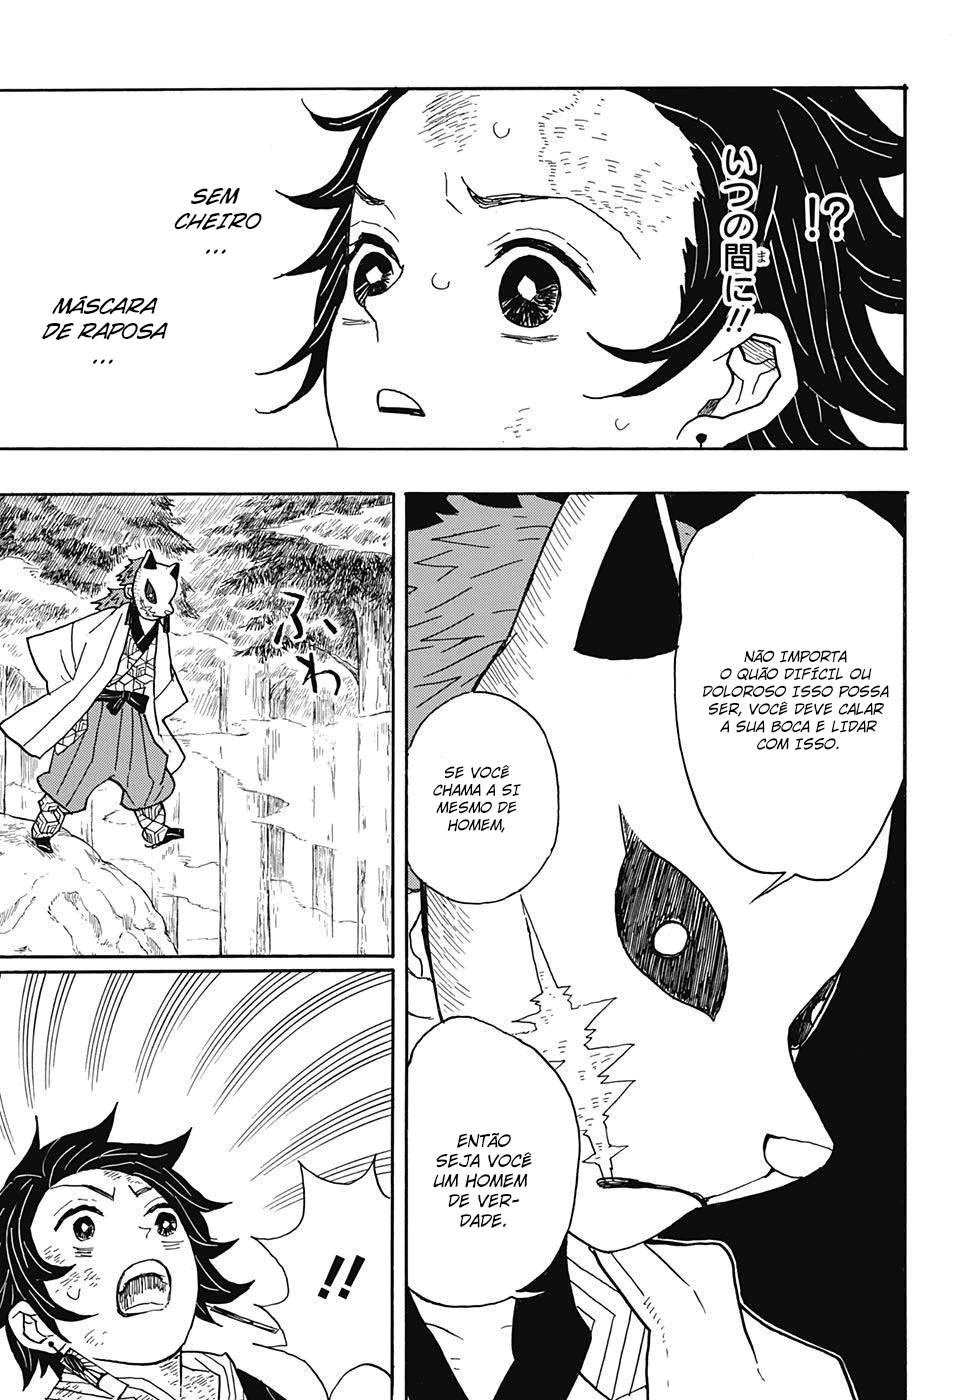 !?
いつの間に!!
ま
SEM
CHEIRO
...
MÁSCARA
DE RAPOSA
...
NÃO IMPORTA
O QUÃO DIFÍCIL OU
DOLOROSO ISSO POSSA
SER, VOCÊ DEVE CALAR
A SUA BOCA E LIDAR
COM ISSO.
SE VOCÊ
CHAMA A SI
MESMO DE
HOMEM,
ENTÃO
SEJA VOCÊ
UM HOMEM
DE VER-
DADE.
ふわ
!!